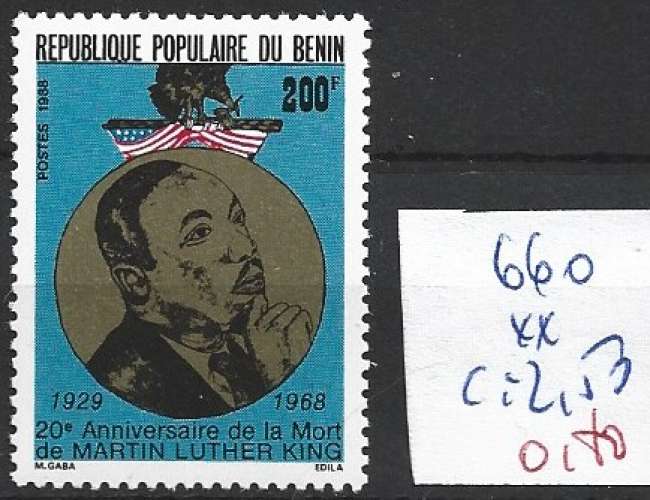 REPUBLIQUE POPULAIRE DU BENIN
200F
POSTES 1988
1929 1968
20e Anniversaire de la Mort
de MARTIN LUTHER KING
M.GABA EDILA
660
xx
c:2,53
0,80